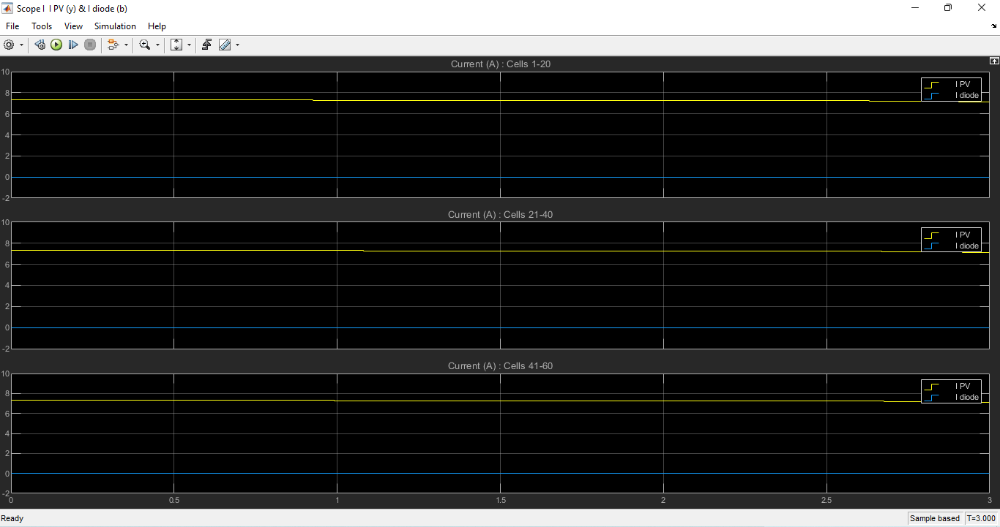 Scope I I PV (y) & I diode (b)
File Tools View Simulation Help
Current (A) : Cells 1-20
10
8
6
4
2
0
-2
I PV
I diode
Current (A) : Cells 21-40
10
8
6
4
2
0
-2
I PV
I diode
Current (A) : Cells 41-60
10
8
6
4
2
0
-2
I PV
I diode
0 0.5 1 1.5 2 2.5 3
Ready Sample based T=3.000